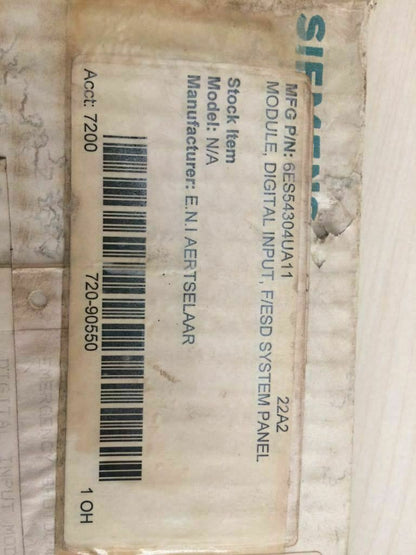 SIEMENS
22A2
MFG P/N: 6ES54304UA11
MODULE, DIGITAL INPUT, F/ESD SYSTEM PANEL
Stock Item
Model: N/A
Manufacturer: E.N.I AERTSELAAR
Acct: 7200
720-90550
1 OH